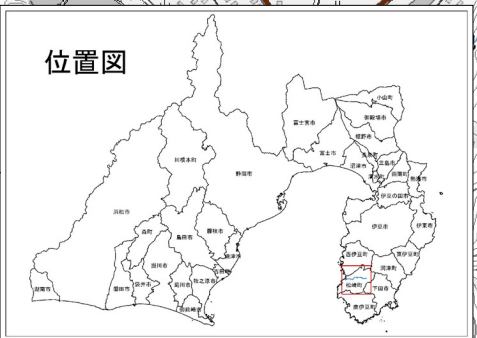 位置図
小山町
御殿場市
富士宮市
裾野市
富士市
長泉町
沼津市
三島市
清水町
函南町
熱海市
川根本町
静岡市
伊豆の国市
浜松市
伊豆市
伊東市
森町
島田市
藤枝市
焼津市
西伊豆町
東伊豆町
掛川市
吉田町
河津町
湖西市
磐田市
袋井市
菊川市
牧之原市
松崎町
下田市
御前崎市
南伊豆町